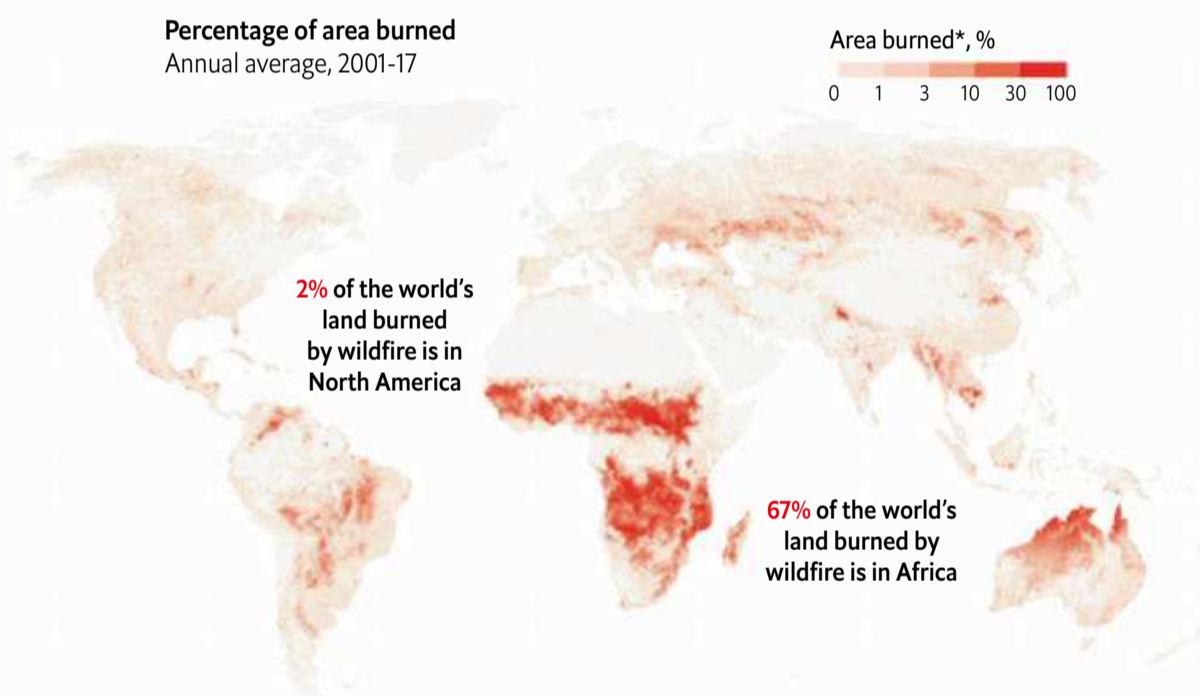 Percentage of area burned
Annual average, 2001-17
Area burned*, %
0 1 3 10 30 100
2% of the world's
land burned
by wildfire is in
North America
67% of the world's
land burned by
wildfire is in Africa